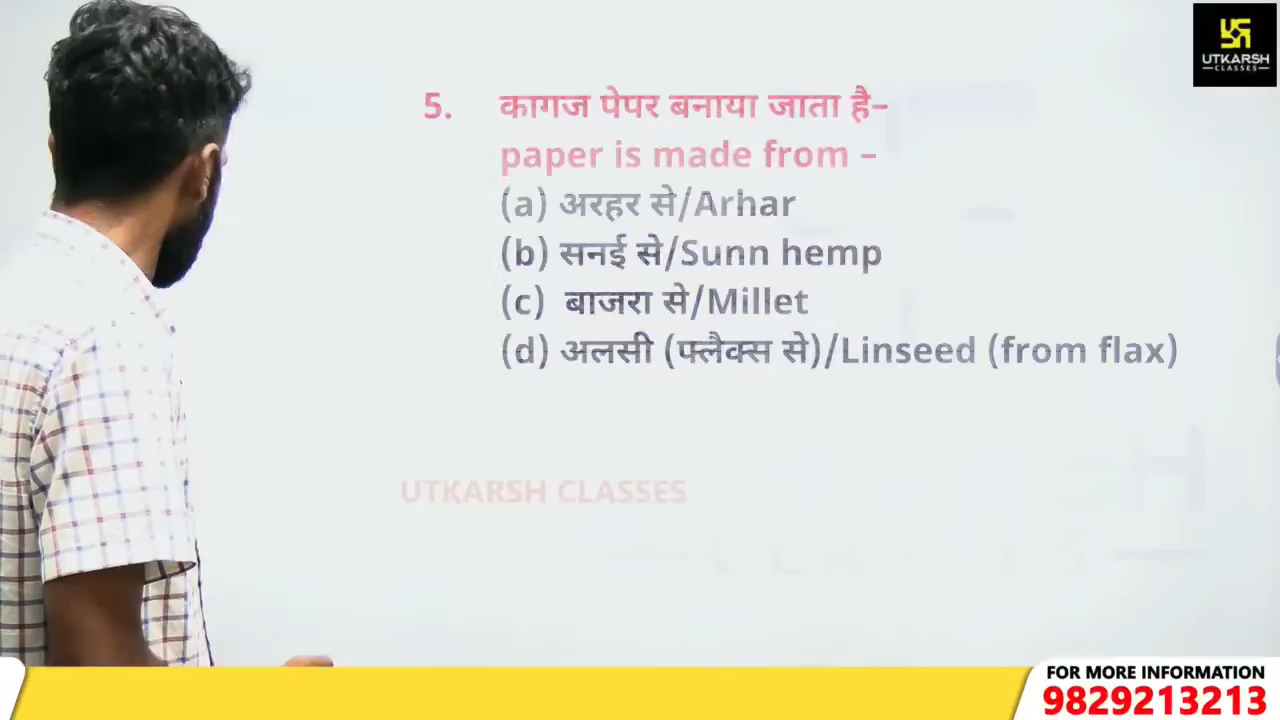 UTKARSH
CLASSES
5. कागज पेपर बनाया जाता है–
paper is made from –
(a) अरहर से/Arhar
(b) सनई से/Sunn hemp
(c) बाजरा से/Millet
(d) अलसी (फ्लैक्स से)/Linseed (from flax)
UTKARSH CLASSES
FOR MORE INFORMATION
9829213213